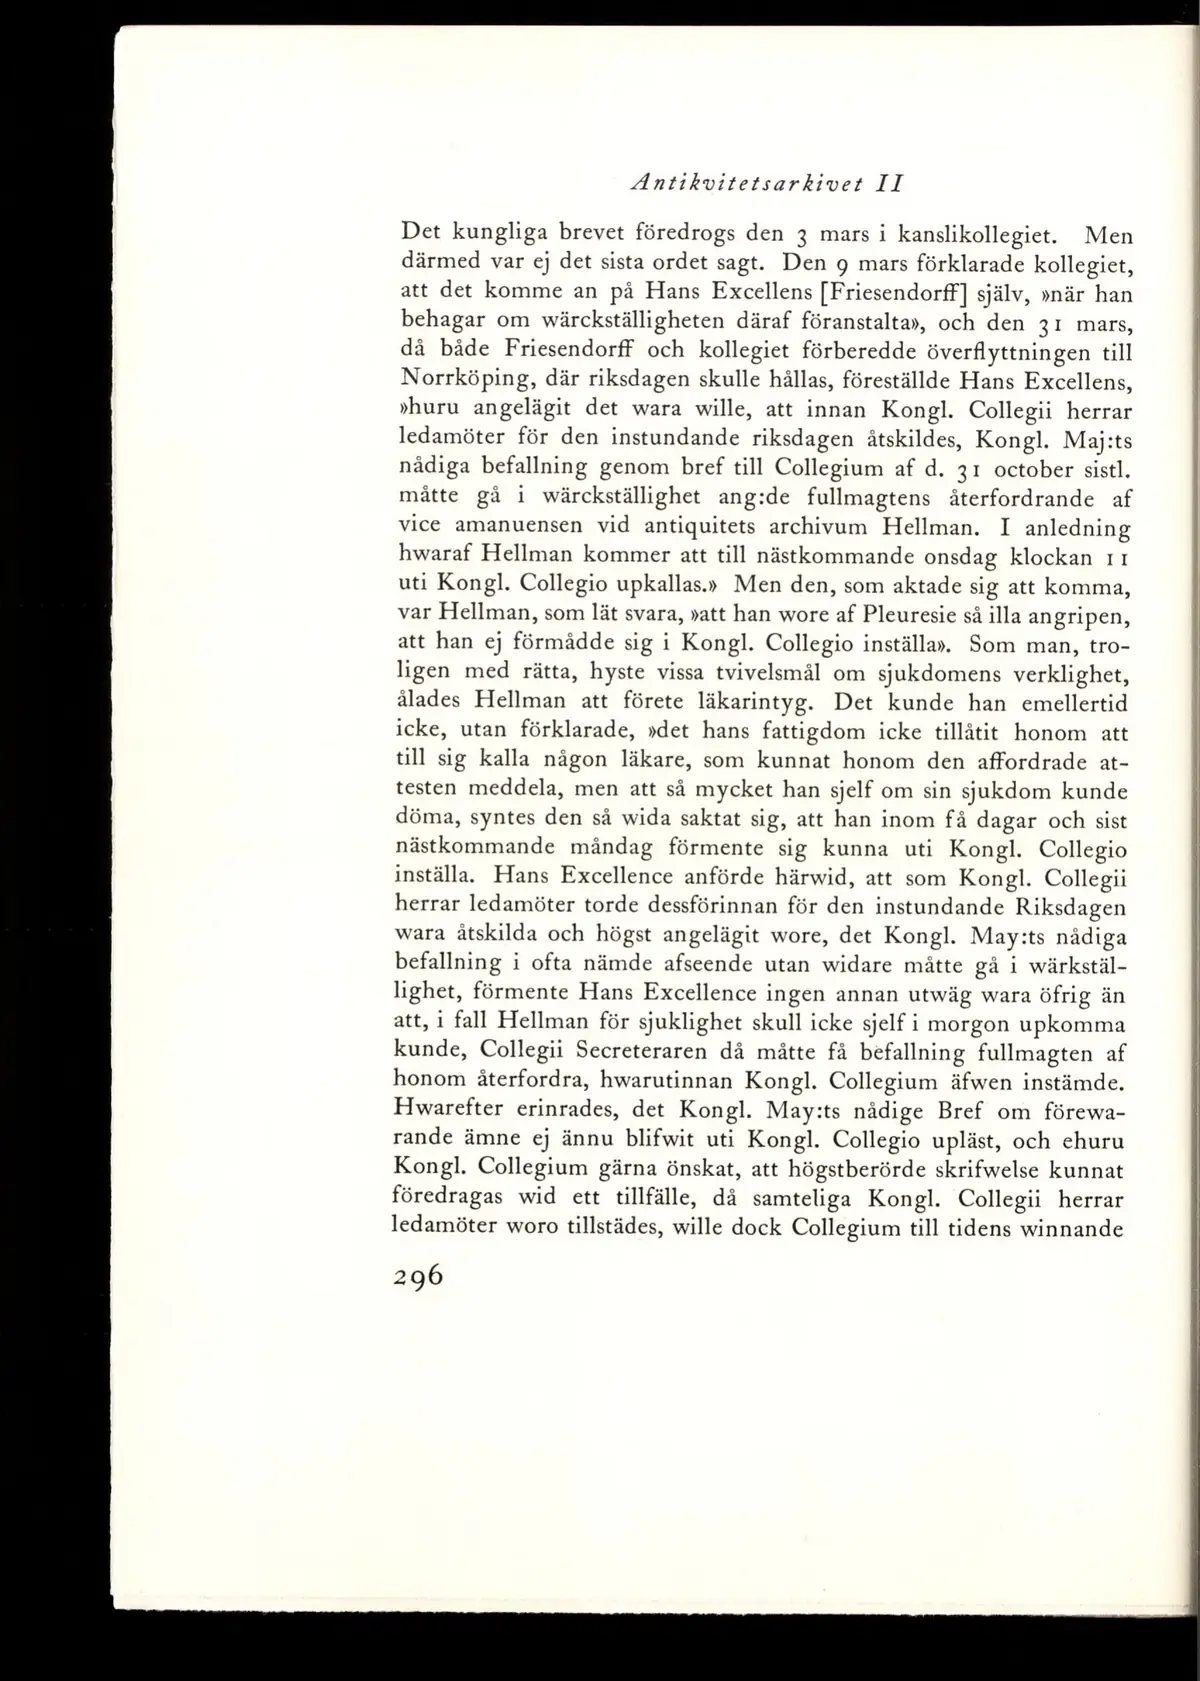 Antikvitetsarkivet II
Det kungliga brevet föredrogs den 3 mars i kanslikollegiet. Men
därmed var ej det sista ordet sagt. Den 9 mars förklarade kollegiet,
att det komme an på Hans Excellens [Friesendorff] själv, »när han
behagar om wärckställigheten däraf föranstalta», och den 31 mars,
då både Friesendorff och kollegiet förberedde överflyttningen till
Norrköping, där riksdagen skulle hållas, föreställde Hans Excellens,
»huru angelägit det wara wille, att innan Kongl. Collegii herrar
ledamöter för den instundande riksdagen åtskildes, Kongl. Maj:ts
nådiga befallning genom bref till Collegium af d. 31 october sistl.
måtte gå i wärckställighet ang:de fullmagtens återfordrande af
vice amanuensen vid antiquitets archivum Hellman. I anledning
hwaraf Hellman kommer att till nästkommande onsdag klockan 11
uti Kongl. Collegio upkallas.» Men den, som aktade sig att komma,
var Hellman, som lät svara, »att han wore af Pleuresie så illa angripen,
att han ej förmådde sig i Kongl. Collegio inställa». Som man, tro-
ligen med rätta, hyste vissa tvivelsmål om sjukdomens verklighet,
ålades Hellman att förete läkarintyg. Det kunde han emellertid
icke, utan förklarade, »det hans fattigdom icke tillåtit honom att
till sig kalla någon läkare, som kunnat honom den affordrade at-
testen meddela, men att så mycket han sjelf om sin sjukdom kunde
döma, syntes den så wida saktat sig, att han inom få dagar och sist
nästkommande måndag förmente sig kunna uti Kongl. Collegio
inställa. Hans Excellence anförde härwid, att som Kongl. Collegii
herrar ledamöter torde dessförinnan för den instundande Riksdagen
wara åtskilda och högst angelägit wore, det Kongl. May:ts nådiga
befallning i ofta nämde afseende utan widare måtte gå i wärkstäl-
lighet, förmente Hans Excellence ingen annan utwäg wara öfrig än
att, i fall Hellman för sjuklighet skull icke sjelf i morgon upkomma
kunde, Collegii Secreteraren då måtte få befallning fullmagten af
honom återfordra, hwarutinnan Kongl. Collegium äfwen instämde.
Hwarefter erinrades, det Kongl. May:ts nådige Bref om förewa-
rande ämne ej ännu blifwit uti Kongl. Collegio upläst, och ehuru
Kongl. Collegium gärna önskat, att högstberörde skrifwelse kunnat
föredragas wid ett tillfälle, då samteliga Kongl. Collegii herrar
ledamöter woro tillstädes, wille dock Collegium till tidens winnande
296